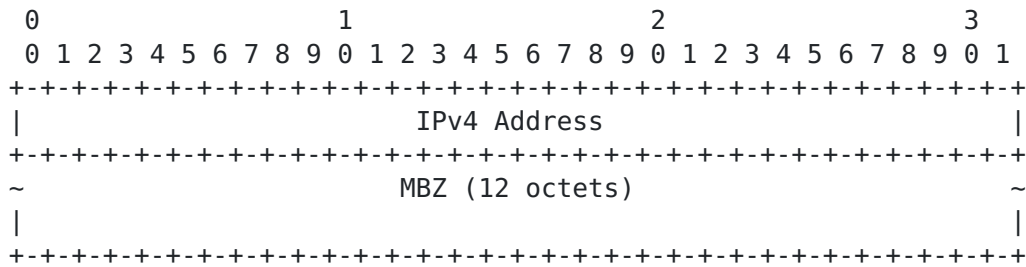 0                   1                   2                   3
 0 1 2 3 4 5 6 7 8 9 0 1 2 3 4 5 6 7 8 9 0 1 2 3 4 5 6 7 8 9 0 1
+-+-+-+-+-+-+-+-+-+-+-+-+-+-+-+-+-+-+-+-+-+-+-+-+-+-+-+-+-+-+-+-+
|                         IPv4 Address                          |
+-+-+-+-+-+-+-+-+-+-+-+-+-+-+-+-+-+-+-+-+-+-+-+-+-+-+-+-+-+-+-+-+
~                        MBZ (12 octets)                        ~
|                                                               |
+-+-+-+-+-+-+-+-+-+-+-+-+-+-+-+-+-+-+-+-+-+-+-+-+-+-+-+-+-+-+-+-+